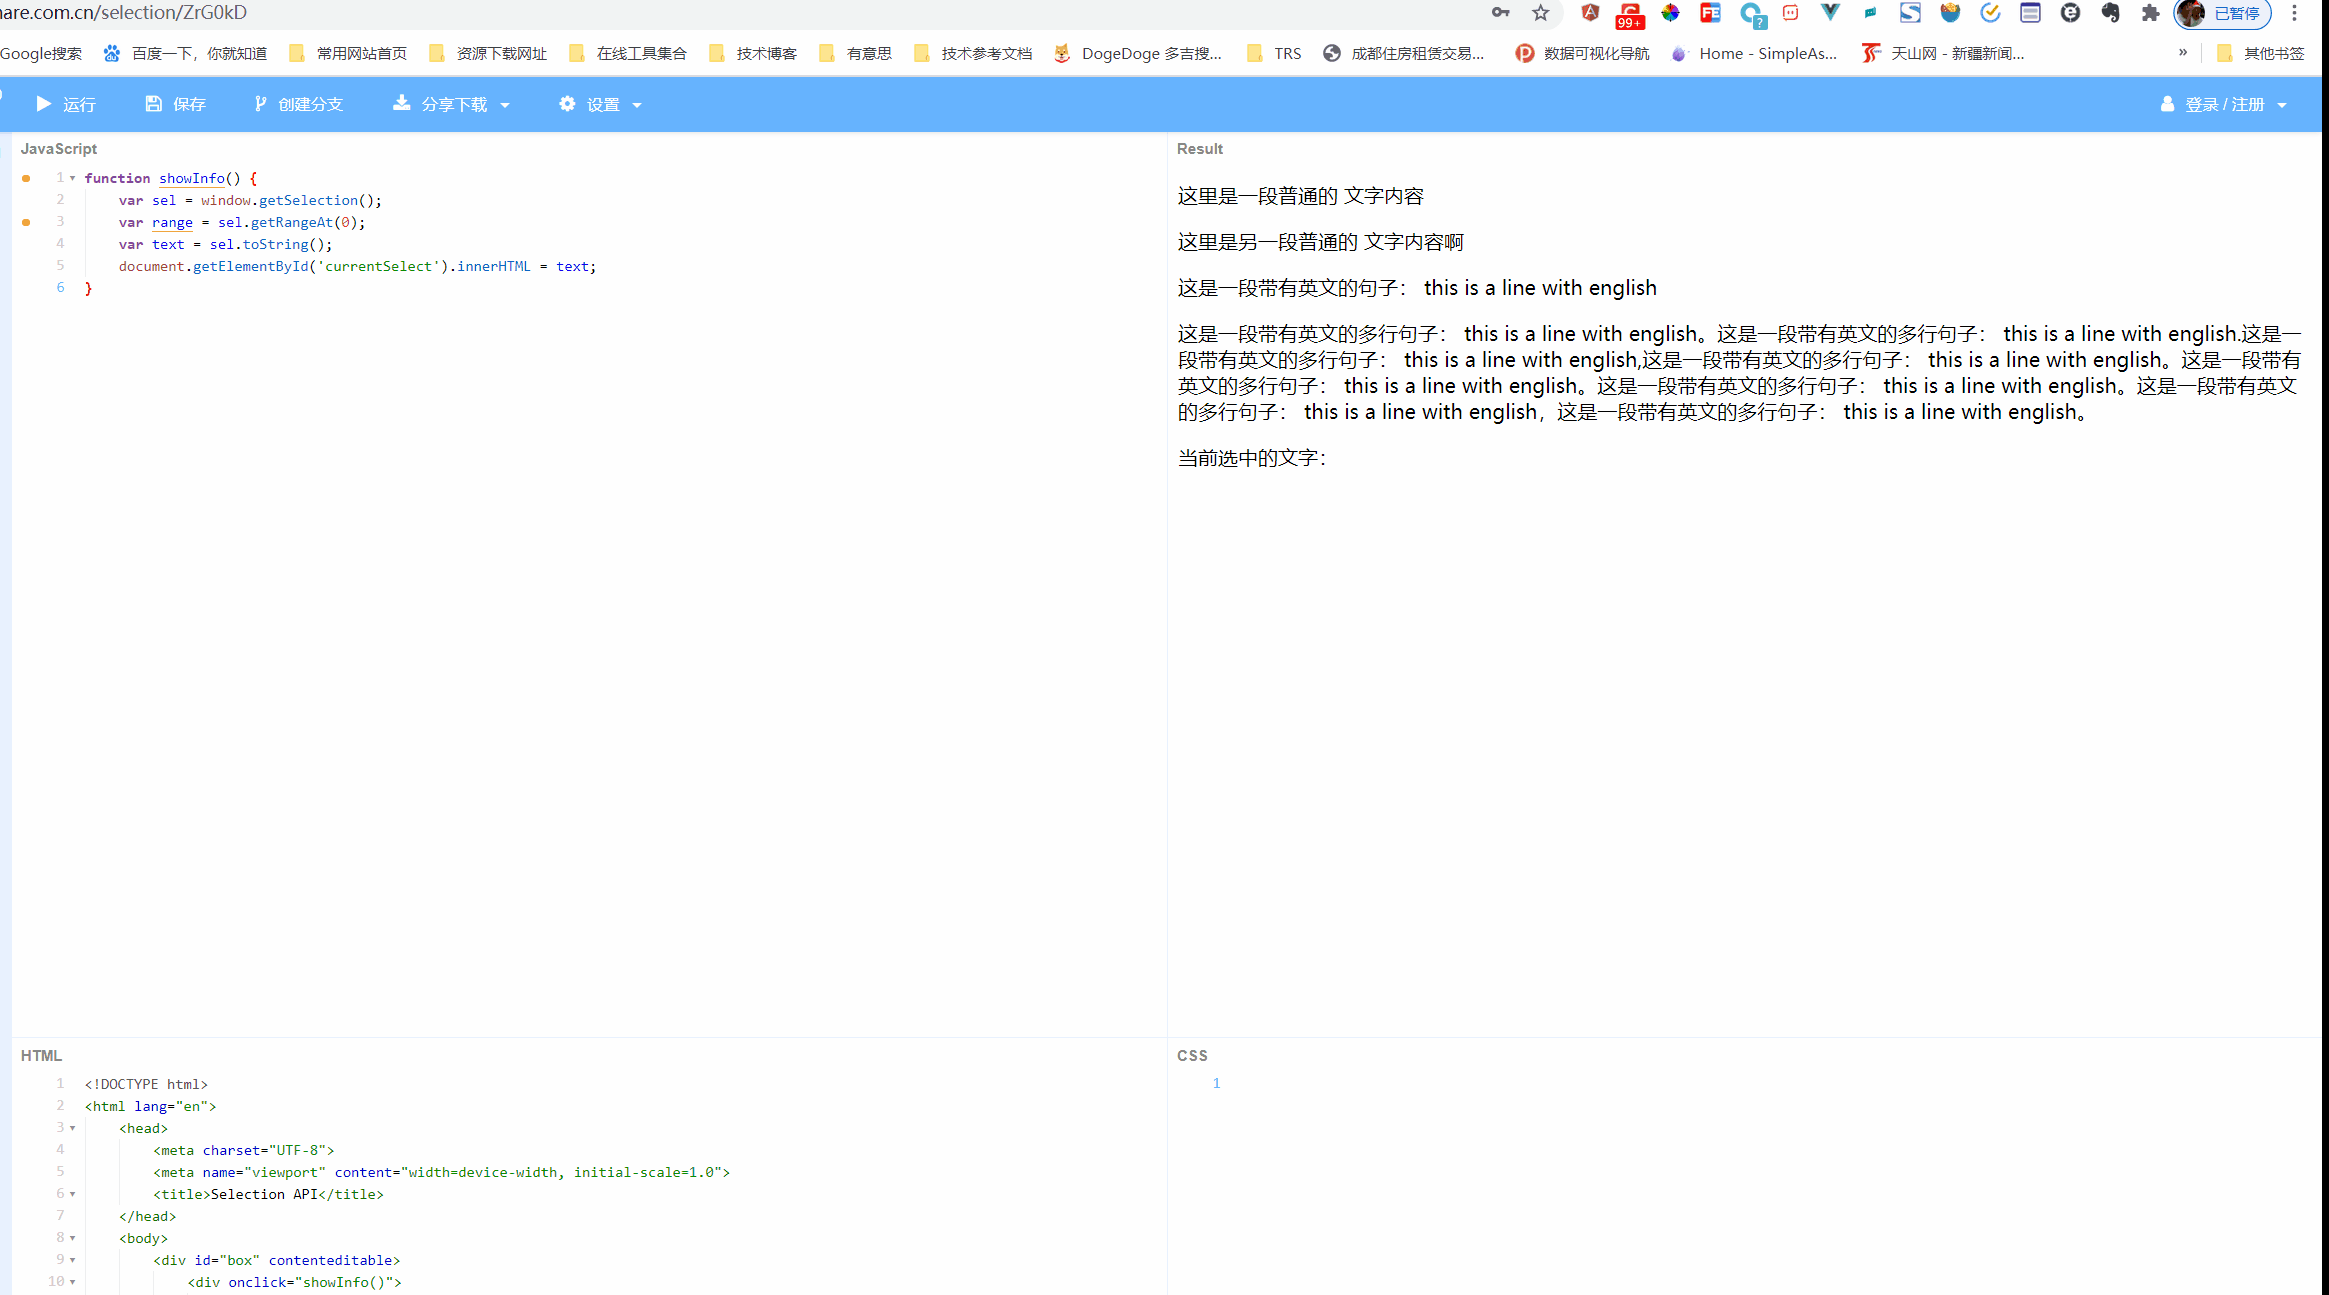 hare.com.cn/selection/ZrG0kD
99+
?
已暂停
Google搜索 百度一下，你就知道 常用网站首页 资源下载网址 在线工具集合 技术博客 有意思 技术参考文档 DogeDoge 多吉搜... TRS 成都住房租赁交易... 数据可视化导航 Home - SimpleAs... 天山网 - 新疆新闻... » 其他书签
运行 保存 创建分支 分享下载 设置 登录 / 注册
JavaScript
1 function showInfo() {
2 var sel = window.getSelection();
3 var range = sel.getRangeAt(0);
4 var text = sel.toString();
5 document.getElementById('currentSelect').innerHTML = text;
6 }
Result
这里是一段普通的 文字内容
这里是另一段普通的 文字内容啊
这是一段带有英文的句子： this is a line with english
这是一段带有英文的多行句子： this is a line with english。这是一段带有英文的多行句子： this is a line with english.这是一
段带有英文的多行句子： this is a line with english,这是一段带有英文的多行句子： this is a line with english。这是一段带有
英文的多行句子： this is a line with english。这是一段带有英文的多行句子： this is a line with english。这是一段带有英文
的多行句子： this is a line with english，这是一段带有英文的多行句子： this is a line with english。
当前选中的文字：
HTML
1 <!DOCTYPE html>
2 <html lang="en">
3 <head>
4 <meta charset="UTF-8">
5 <meta name="viewport" content="width=device-width, initial-scale=1.0">
6 <title>Selection API</title>
7 </head>
8 <body>
9 <div id="box" contenteditable>
10 <div onclick="showInfo()">
CSS
1